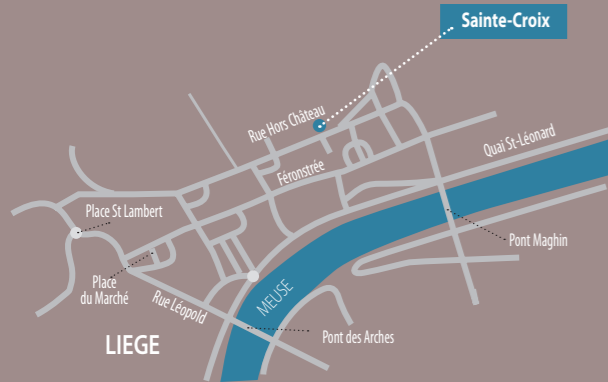 Sainte-Croix
Rue Hors Château
Quai St-Léonard
Féronstrée
Place St Lambert
Pont Maghin
Place
du Marché
Rue Léopold
MEUSE
Pont des Arches
LIEGE